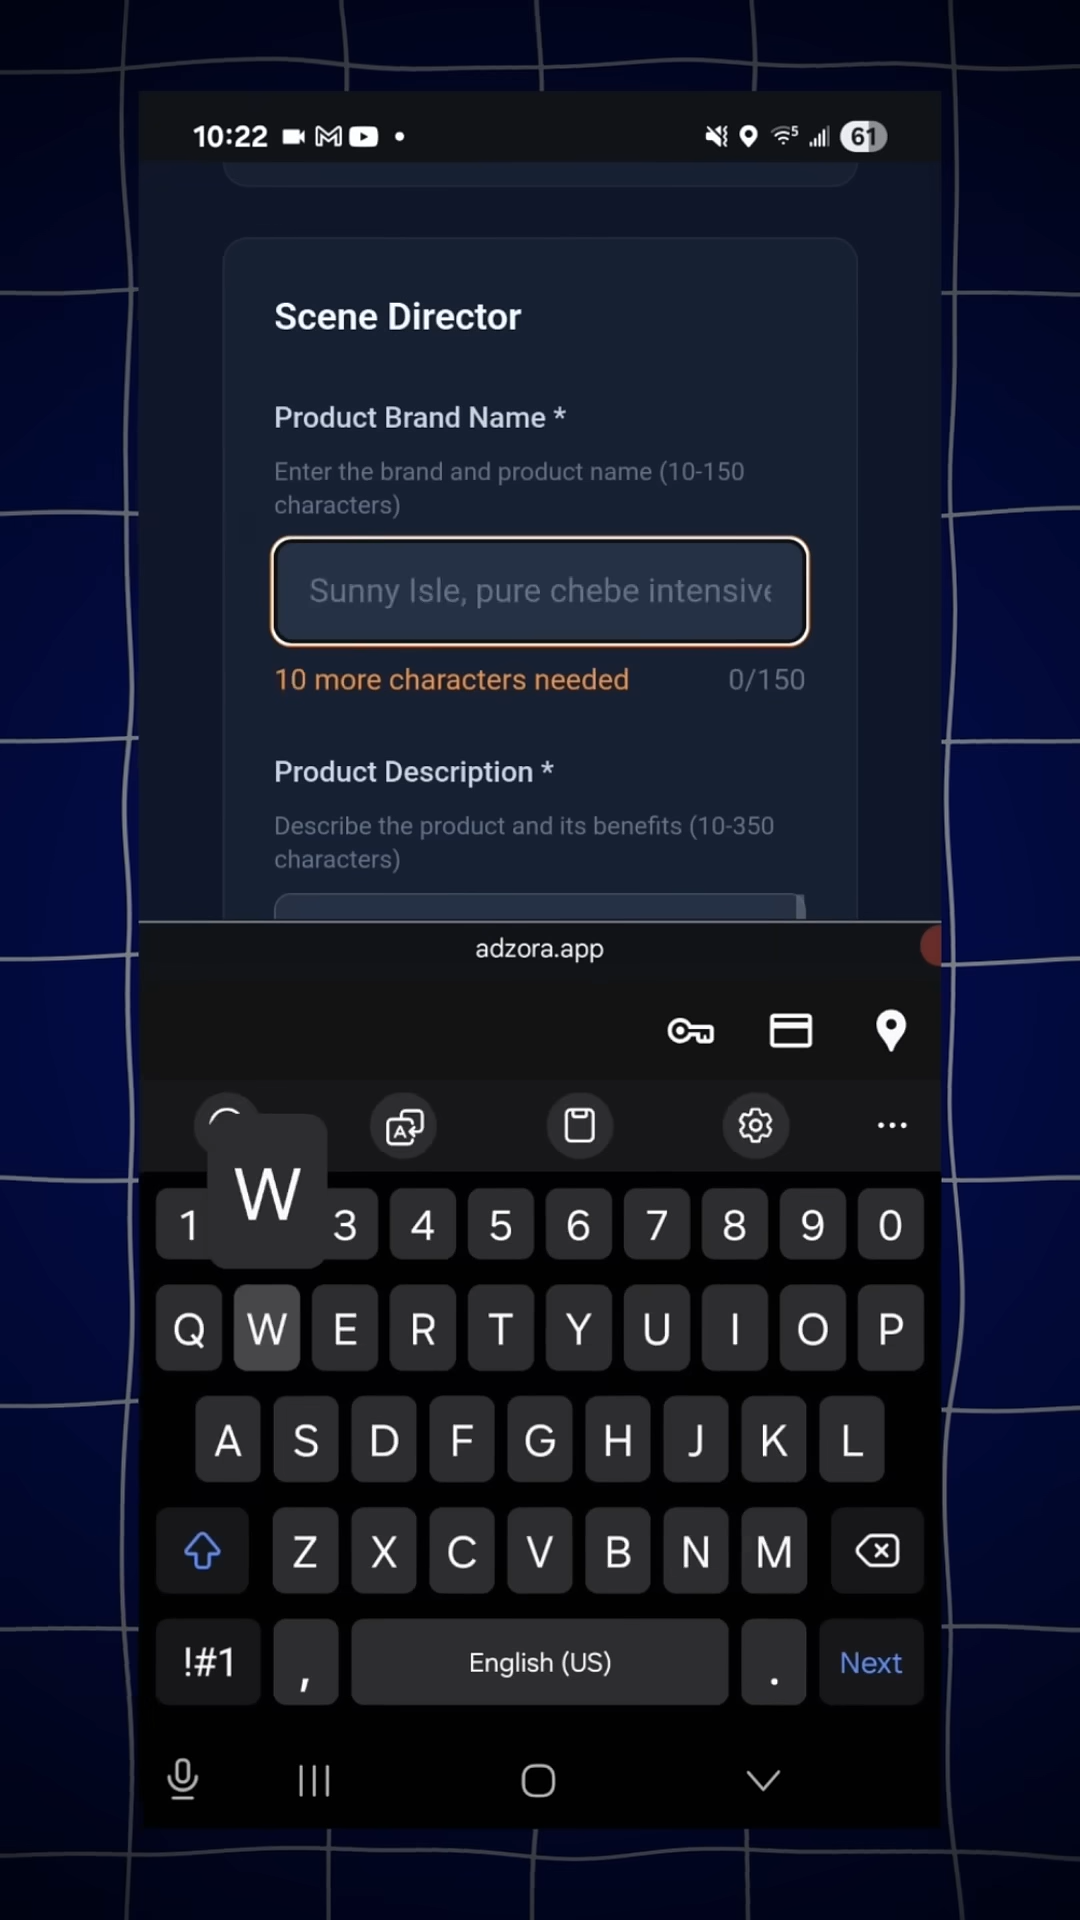 10:22
5
61
Scene Director
Product Brand Name *
Enter the brand and product name (10-150
characters)
Sunny Isle, pure chebe intensive
10 more characters needed 0/150
Product Description *
Describe the product and its benefits (10-350
characters)
adzora.app
A
W
1 3 4 5 6 7 8 9 0
Q W E R T Y U I O P
A S D F G H J K L
Z X C V B N M
!#1 , English (US) . Next